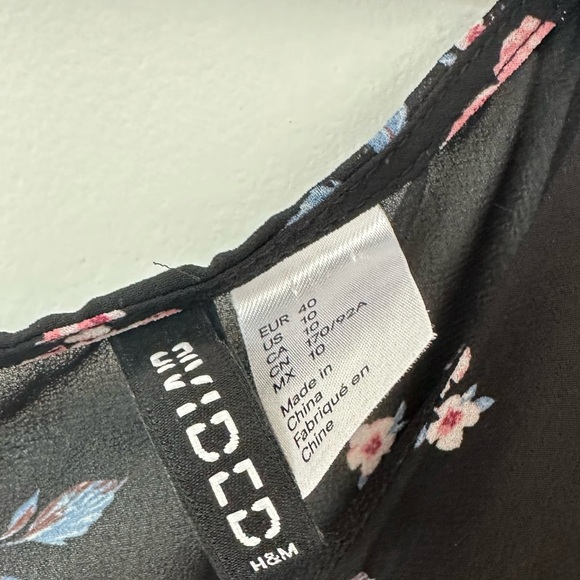 EUR 40
US 10
CA 10
CN 170/92A
MX 10
Made in
China
Fabriqué en
Chine
DIVIDED
H&M